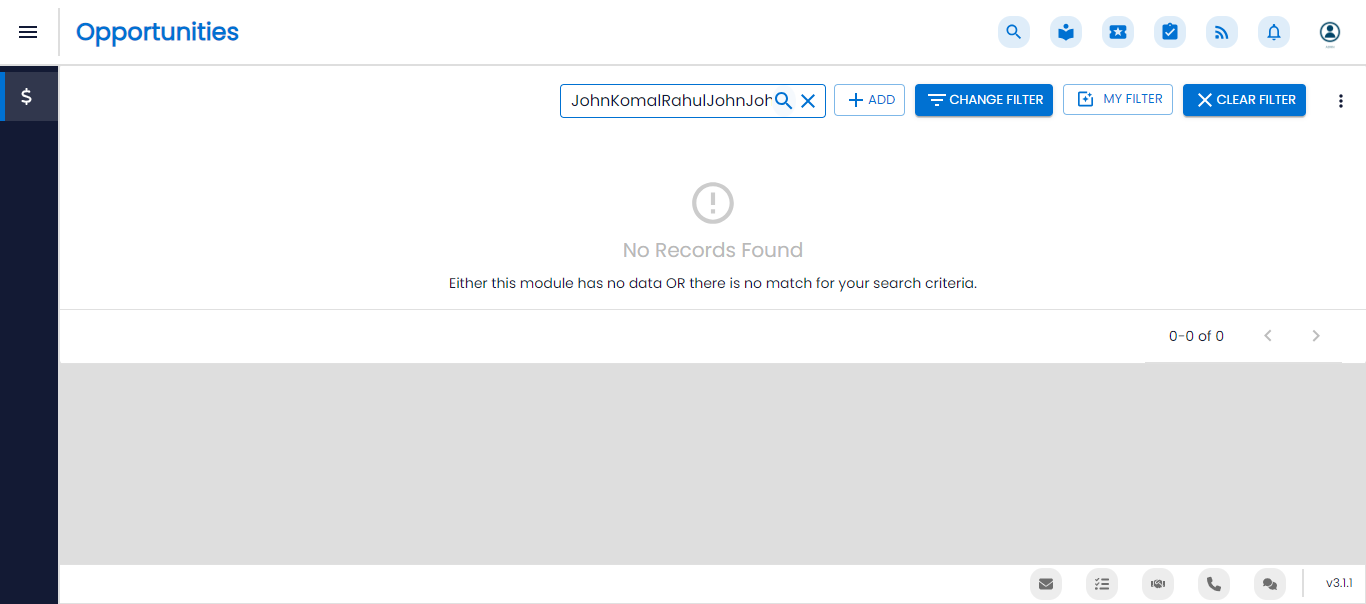 Opportunities
$
JohnKomalRahulJohnJoh
ADD
CHANGE FILTER
MY FILTER
CLEAR FILTER
No Records Found
Either this module has no data OR there is no match for your search criteria.
0-0 of 0
v3.1.1